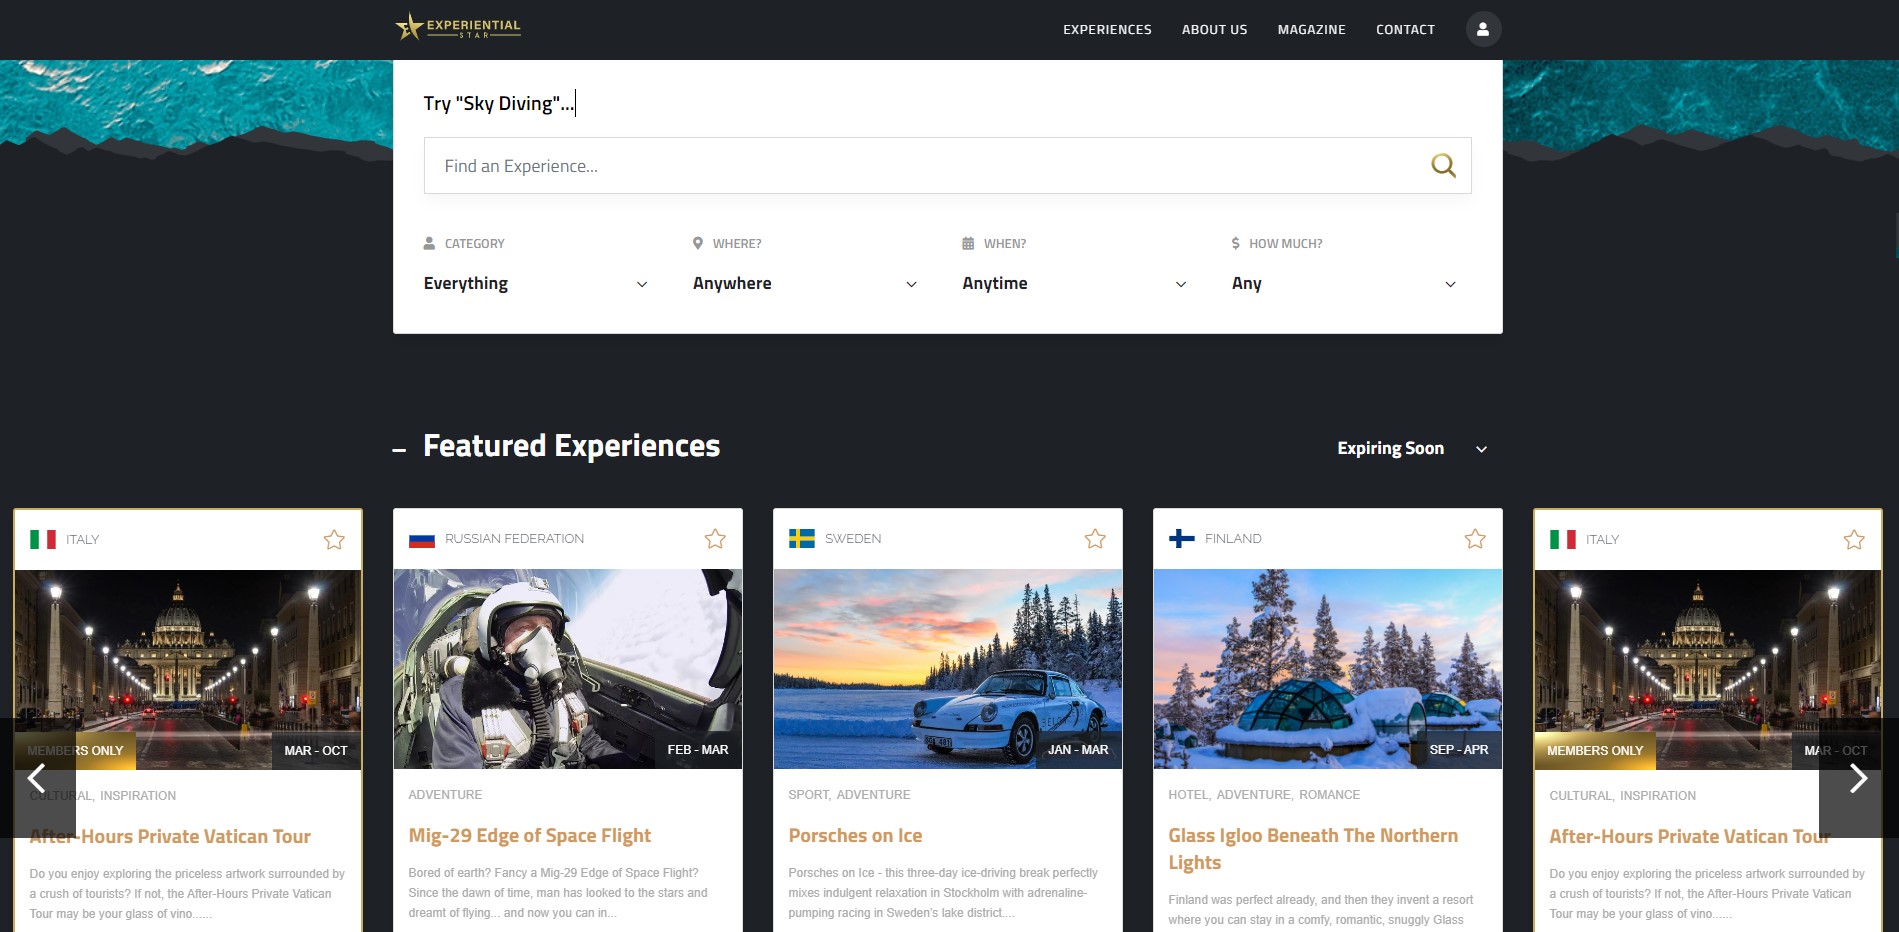 EXPERIENTIAL
STAR
EXPERIENCES ABOUT US MAGAZINE CONTACT
Try "Sky Diving"...
Find an Experience...
CATEGORY WHERE? WHEN? HOW MUCH?
Everything Anywhere Anytime Any
Featured Experiences Expiring Soon
ITALY
MEMBERS ONLY MAR - OCT
CULTURAL, INSPIRATION
After-Hours Private Vatican Tour
Do you enjoy exploring the priceless artwork surrounded by
a crush of tourists? If not, the After-Hours Private Vatican
Tour may be your glass of vino......
RUSSIAN FEDERATION
FEB - MAR
ADVENTURE
Mig-29 Edge of Space Flight
Bored of earth? Fancy a Mig-29 Edge of Space Flight?
Since the dawn of time, man has looked to the stars and
dreamt of flying... and now you can in...
SWEDEN
JAN - MAR
SPORT, ADVENTURE
Porsches on Ice
Porsches on Ice - this three-day ice-driving break perfectly
mixes indulgent relaxation in Stockholm with adrenaline-
pumping racing in Sweden's lake district....
FINLAND
SEP - APR
HOTEL, ADVENTURE, ROMANCE
Glass Igloo Beneath The Northern
Lights
Finland was perfect already, and then they invent a resort
where you can stay in a comfy, romantic, snuggly Glass
ITALY
MEMBERS ONLY MAR - OCT
CULTURAL, INSPIRATION
After-Hours Private Vatican Tour
Do you enjoy exploring the priceless artwork surrounded by
a crush of tourists? If not, the After-Hours Private Vatican
Tour may be your glass of vino......